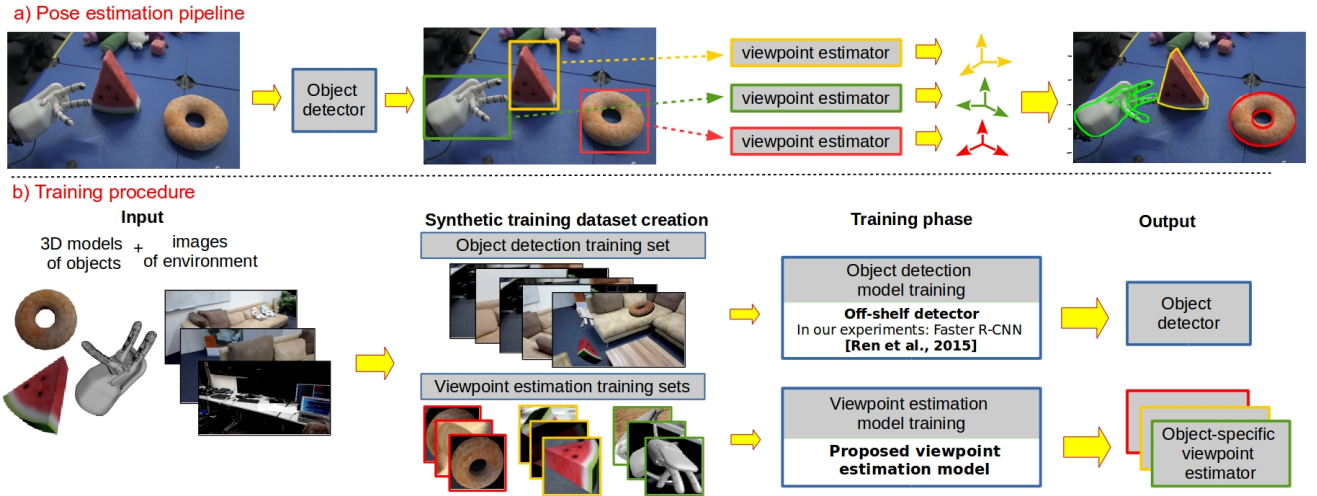 a) Pose estimation pipeline
Object
detector
viewpoint estimator
viewpoint estimator
viewpoint estimator
b) Training procedure
Input
3D models
of objects
+
images
of environment
Synthetic training dataset creation
Object detection training set
Viewpoint estimation training sets
Training phase
Object detection
model training
Off-shelf detector
In our experiments: Faster R-CNN
[Ren et al., 2015]
Viewpoint estimation
model training
Proposed viewpoint
estimation model
Output
Object
detector
Object-specific
viewpoint
estimator